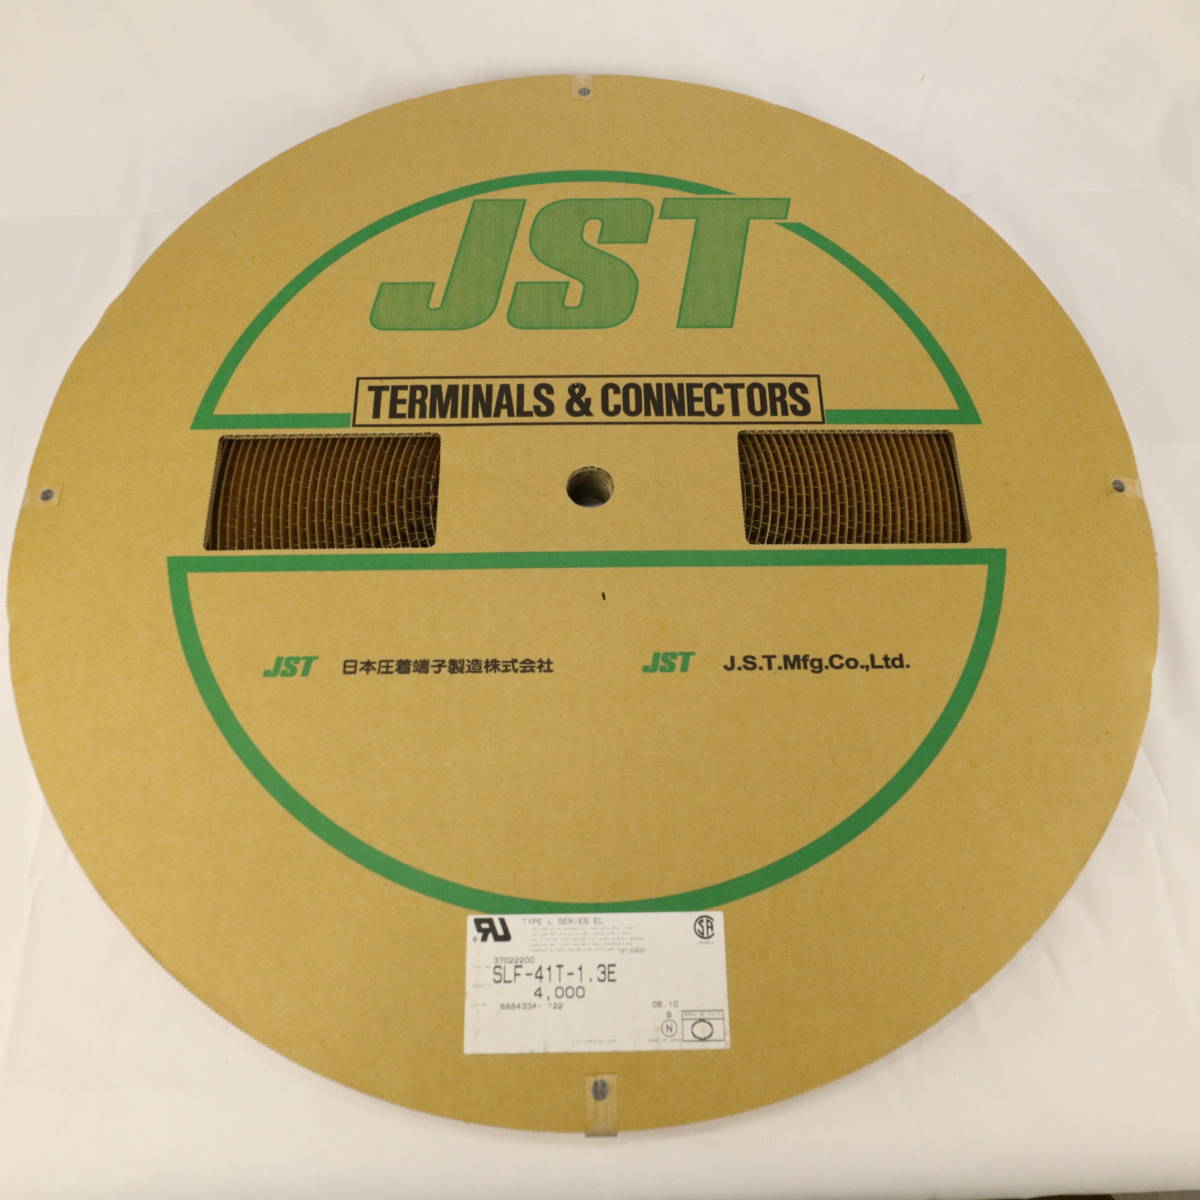 JST
TERMINALS & CONNECTORS
JST 日本圧着端子製造株式会社
JST J.S.T.Mfg.Co.,Ltd.
TYPE L SERIES EL
37022200
SLF-41T-1.3E
4,000
888433A- 122
06.10
B
N